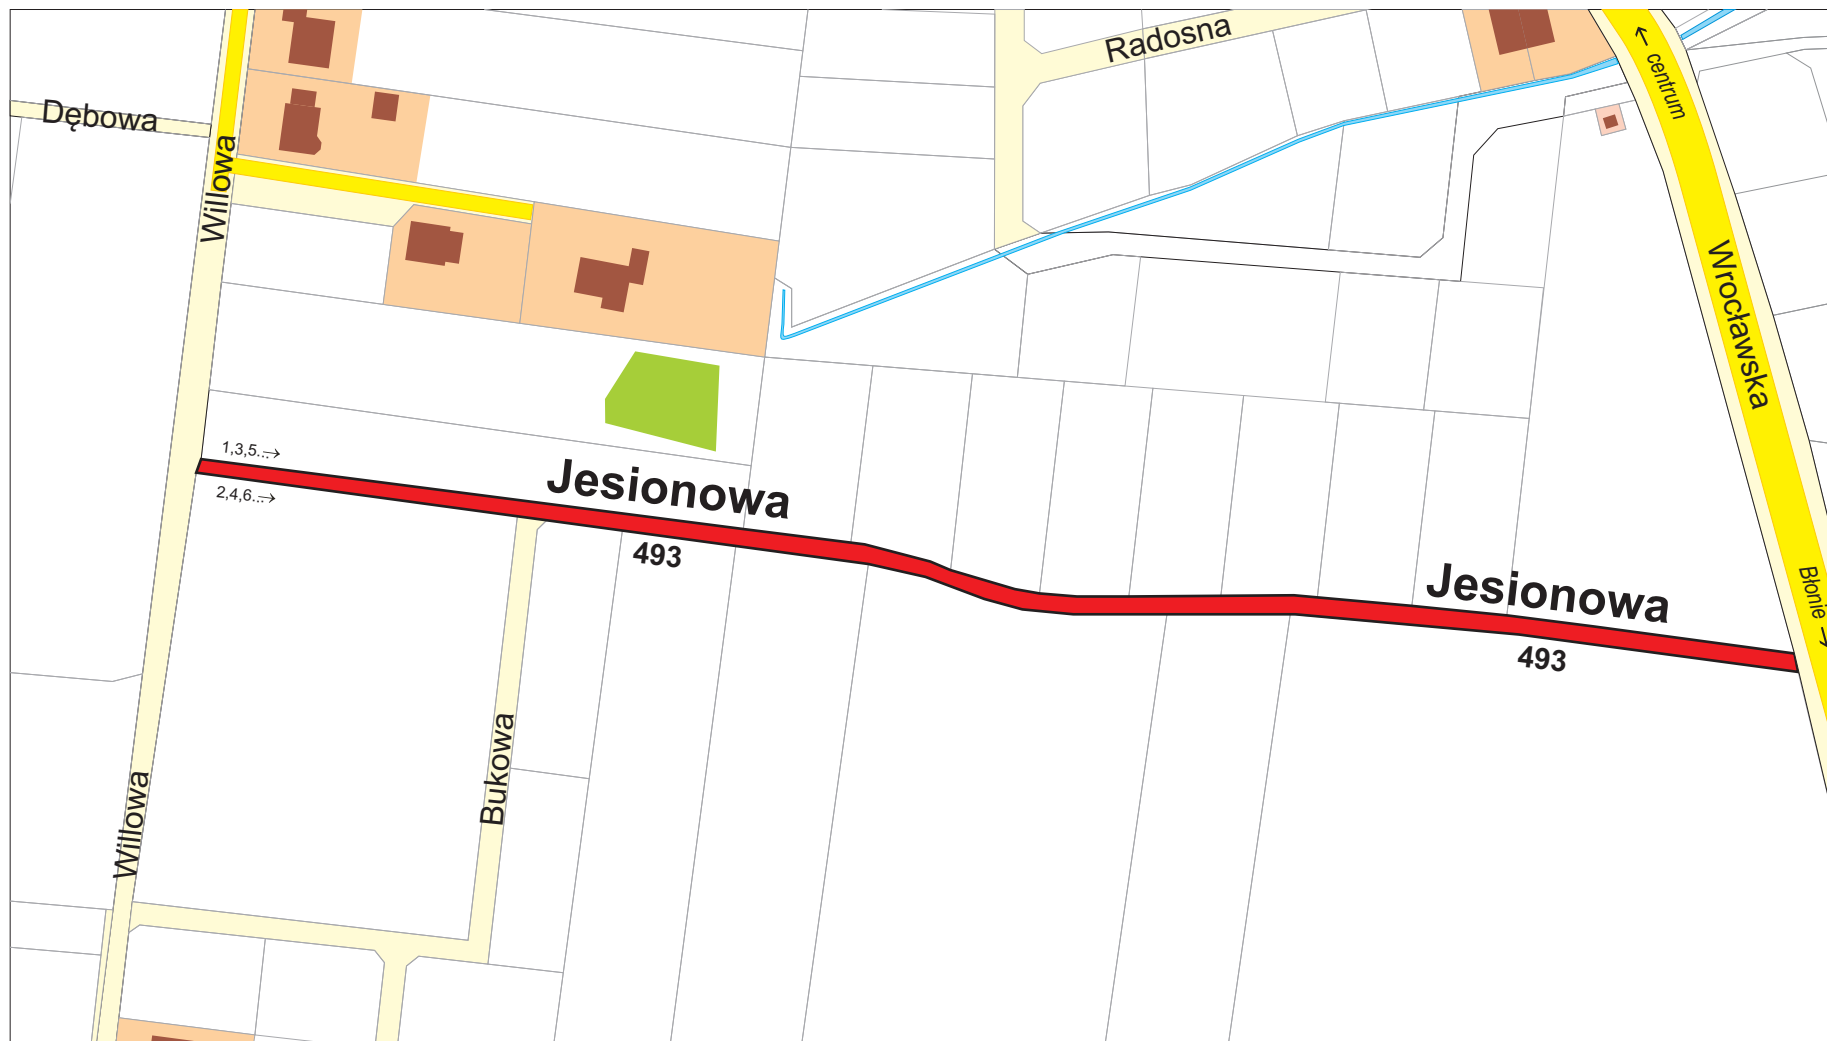 Radosna
← centrum
Dębowa
Willowa
Wrocławska
1,3,5...→
Jesionowa
2,4,6...→
493
Jesionowa
Błonie →
493
Bukowa
Willowa